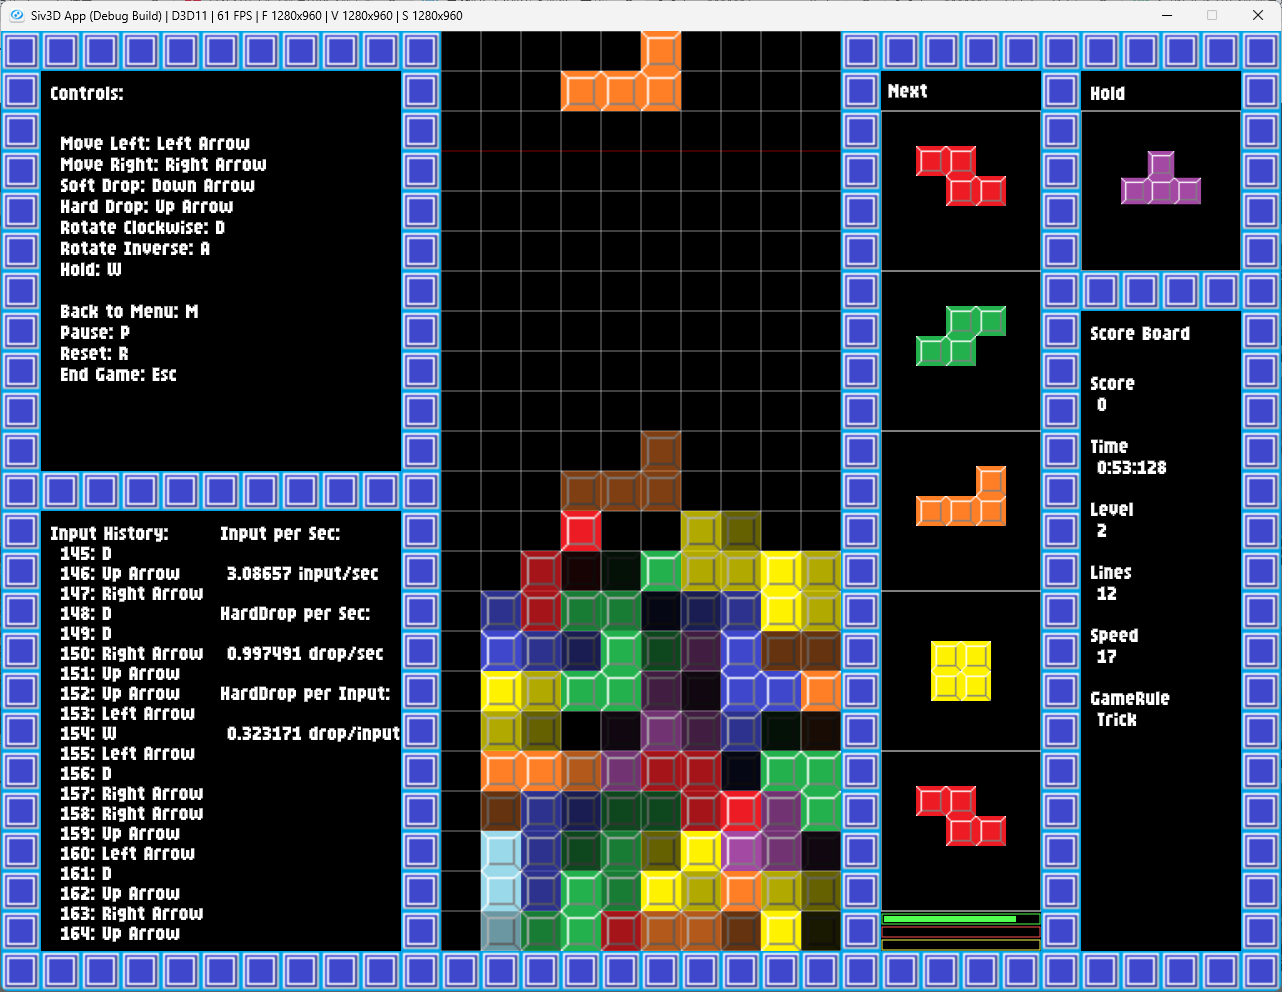 Siv3D App (Debug Build) | D3D11 | 61 FPS | F 1280x960 | V 1280x960 | S 1280x960
Controls:
Move Left: Left Arrow
Move Right: Right Arrow
Soft Drop: Down Arrow
Hard Drop: Up Arrow
Rotate Clockwise: D
Rotate Inverse: A
Hold: W
Back to Menu: M
Pause: P
Reset: R
End Game: Esc
Input History:
145: D
146: Up Arrow
147: Right Arrow
148: D
149: D
150: Right Arrow
151: Up Arrow
152: Up Arrow
153: Left Arrow
154: W
155: Left Arrow
156: D
157: Right Arrow
158: Right Arrow
159: Up Arrow
160: Left Arrow
161: D
162: Up Arrow
163: Right Arrow
164: Up Arrow
Input per Sec:
3.08657 input/sec
HardDrop per Sec:
0.997491 drop/sec
HardDrop per Input:
0.323171 drop/input
Next
Hold
Score Board
Score
0
Time
0:53:128
Level
2
Lines
12
Speed
17
GameRule
Trick